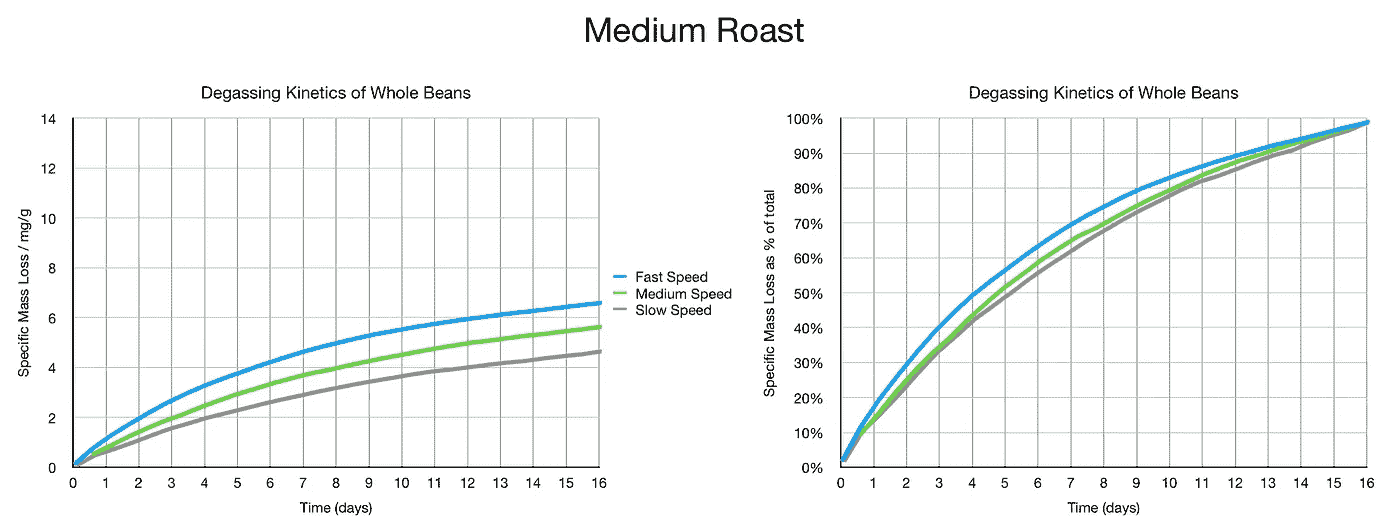 Medium Roast
Degassing Kinetics of Whole Beans
14
12
10
8
6
4
2
0
Specific Mass Loss / mg/g
0 1 2 3 4 5 6 7 8 9 10 11 12 13 14 15 16
Time (days)
Fast Speed
Medium Speed
Slow Speed
Degassing Kinetics of Whole Beans
100%
90%
80%
70%
60%
50%
40%
30%
20%
10%
0%
Specific Mass Loss as % of total
0 1 2 3 4 5 6 7 8 9 10 11 12 13 14 15 16
Time (days)